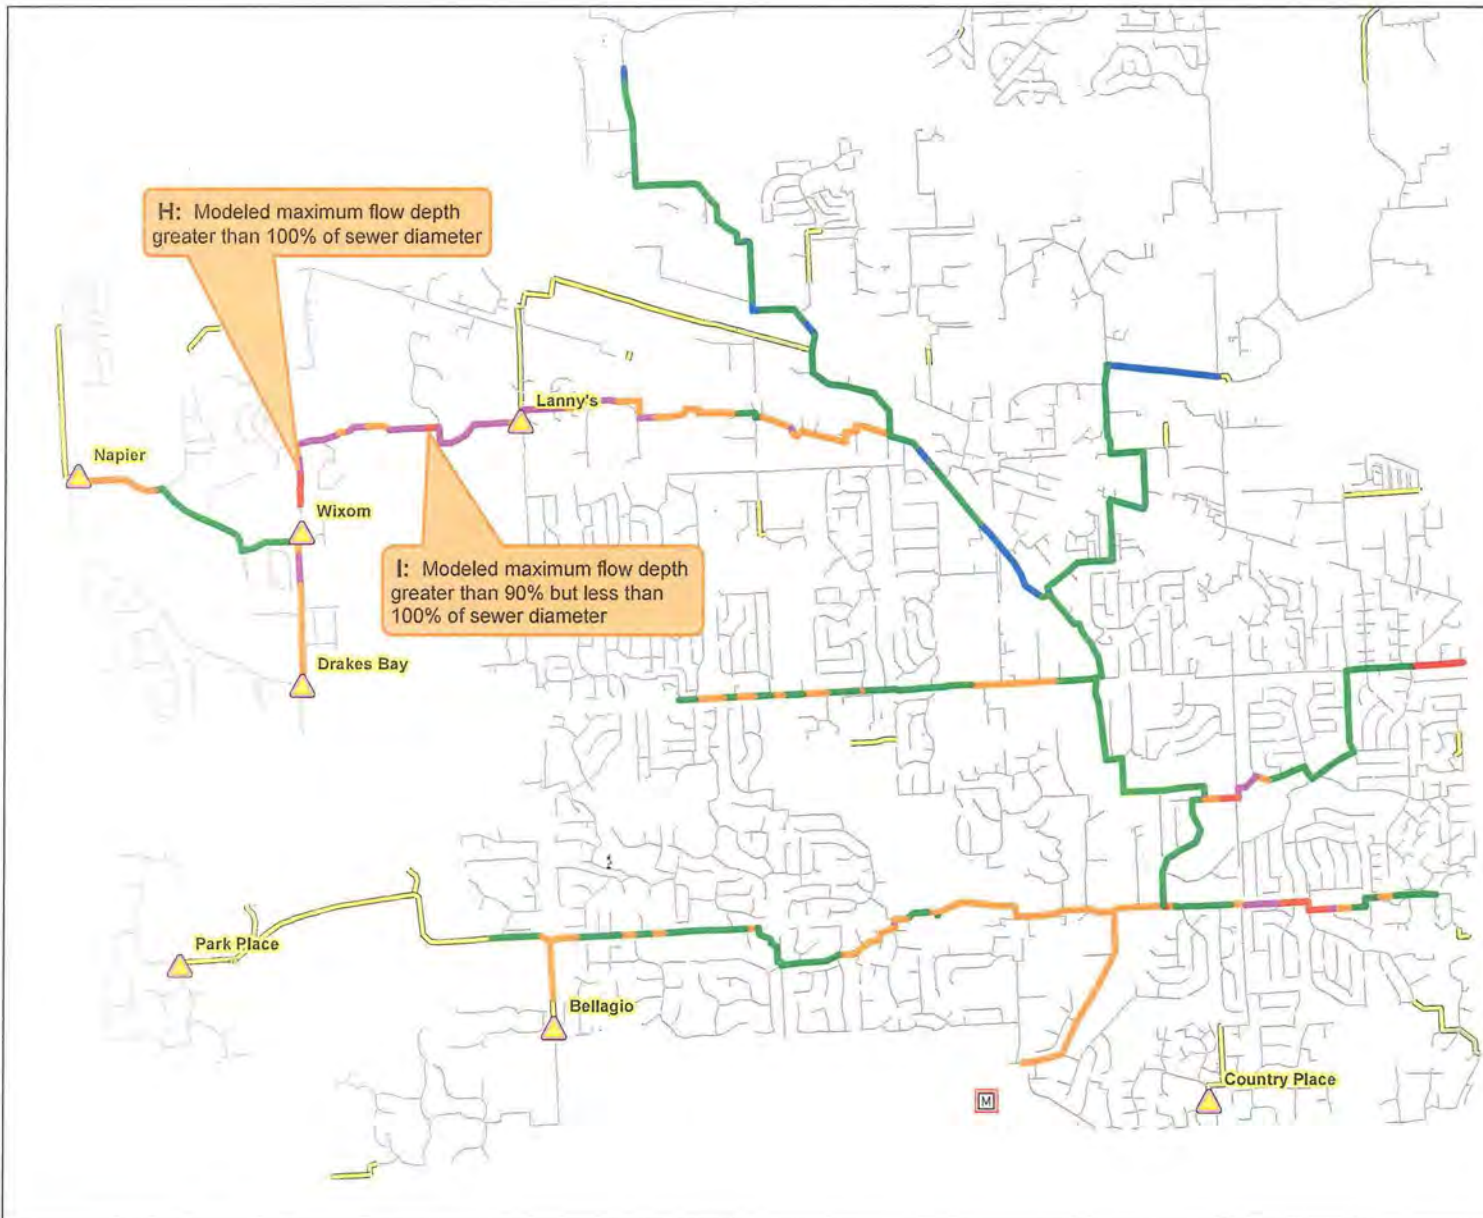 H: Modeled maximum flow depth
greater than 100% of sewer diameter
Lanny's
Napier
Wixom
I: Modeled maximum flow depth
greater than 90% but less than
100% of sewer diameter
Drakes Bay
Park Place
Bellagio
Country Place
M